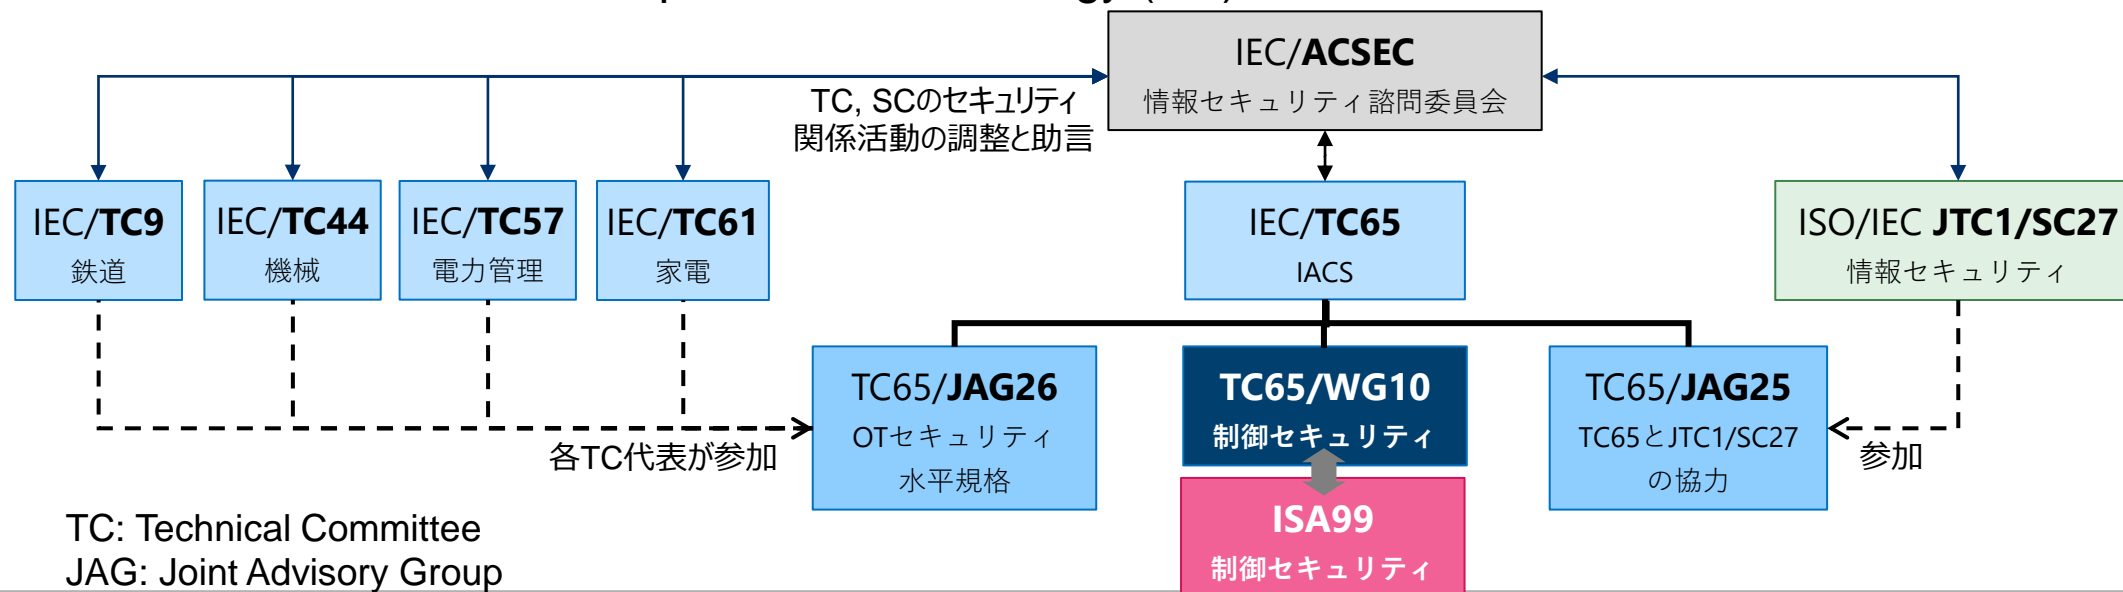 IEC/ACSEC
情報セキュリティ諮問委員会
TC, SCのセキュリティ
関係活動の調整と助言
IEC/TC9
鉄道
IEC/TC44
機械
IEC/TC57
電力管理
IEC/TC61
家電
IEC/TC65
IACS
ISO/IEC JTC1/SC27
情報セキュリティ
TC65/JAG26
OTセキュリティ
水平規格
TC65/WG10
制御セキュリティ
TC65/JAG25
TC65とJTC1/SC27
の協力
各TC代表が参加
参加
ISA99
制御セキュリティ
TC: Technical Committee
JAG: Joint Advisory Group